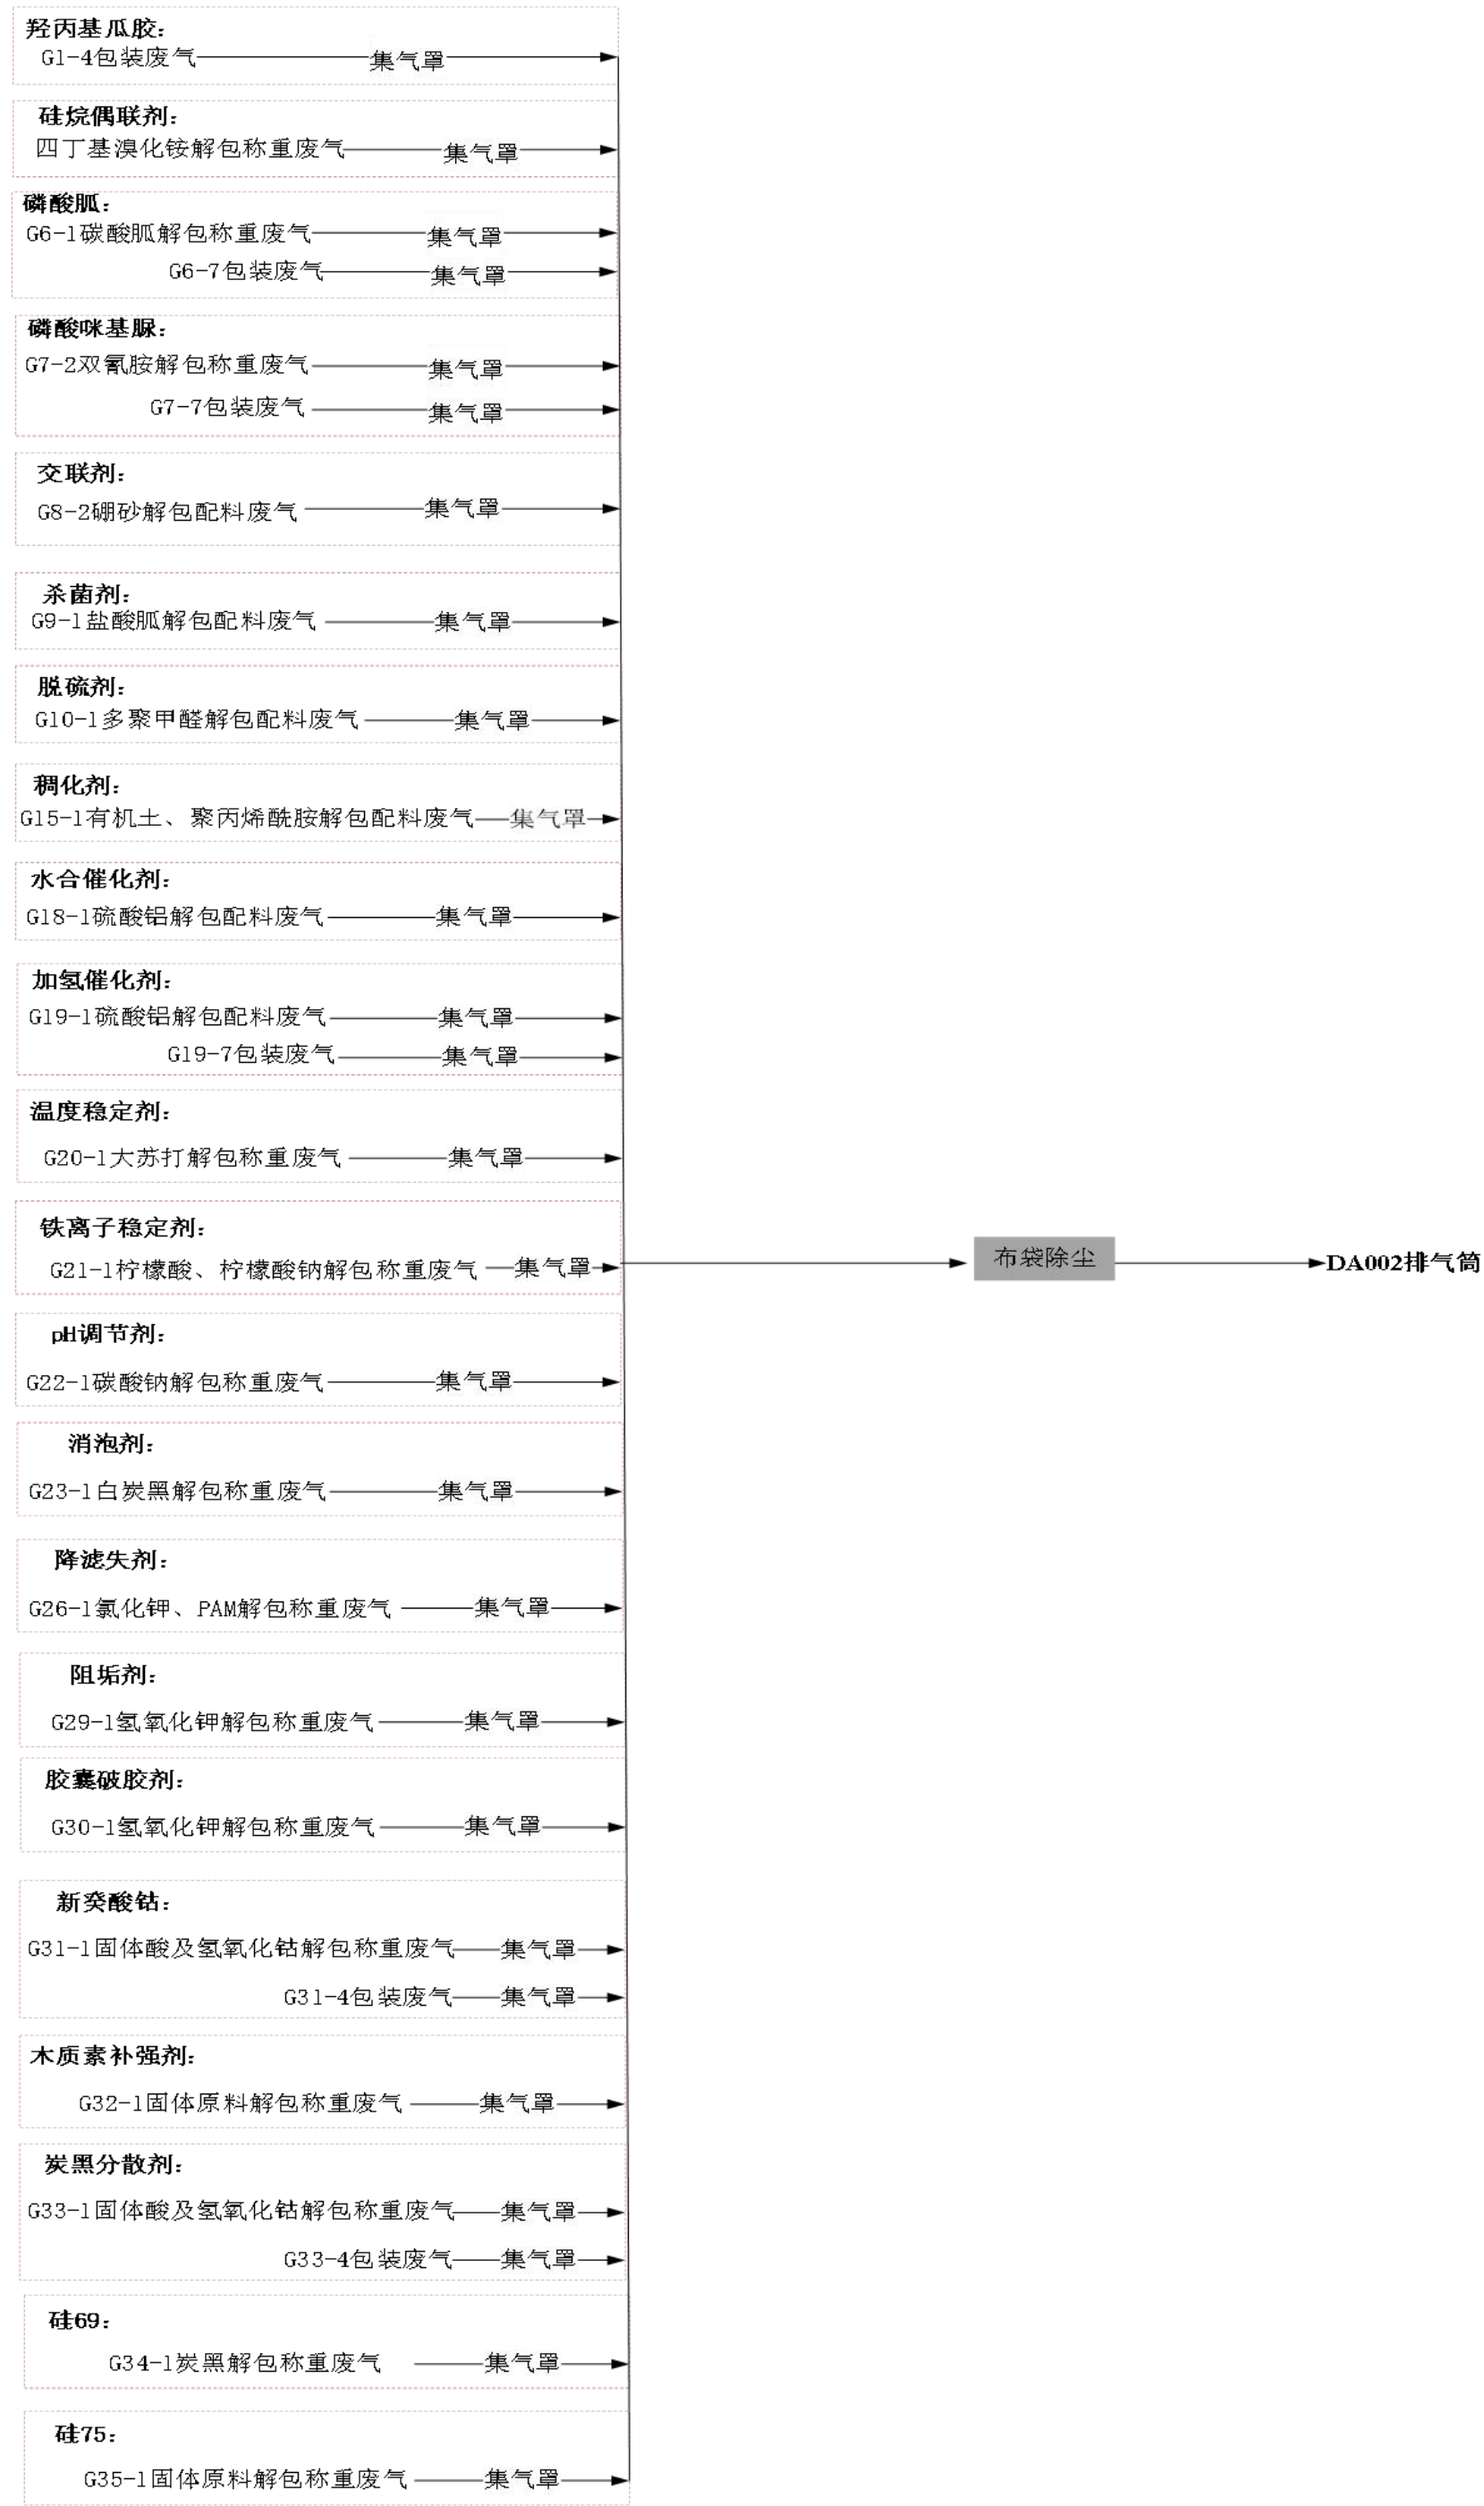 羟丙基瓜胶：
G1-4包装废气 集气罩
硅烷偶联剂：
四丁基溴化铵解包称重废气 集气罩
磷酸胍：
G6-1碳酸胍解包称重废气 集气罩
G6-7包装废气 集气罩
磷酸咪基脲：
G7-2双氰胺解包称重废气 集气罩
G7-7包装废气 集气罩
交联剂：
G8-2硼砂解包配料废气 集气罩
杀菌剂：
G9-1盐酸胍解包配料废气 集气罩
脱硫剂：
G10-1多聚甲醛解包配料废气 集气罩
稠化剂：
G15-1有机土、聚丙烯酰胺解包配料废气 集气罩
水合催化剂：
G18-1硫酸铝解包配料废气 集气罩
加氢催化剂：
G19-1硫酸铝解包配料废气 集气罩
G19-7包装废气 集气罩
温度稳定剂：
G20-1大苏打解包称重废气 集气罩
铁离子稳定剂：
G21-1柠檬酸、柠檬酸钠解包称重废气 集气罩 布袋除尘 DA002排气筒
pH调节剂：
G22-1碳酸钠解包称重废气 集气罩
消泡剂：
G23-1白炭黑解包称重废气 集气罩
降滤失剂：
G26-1氯化钾、PAM解包称重废气 集气罩
阻垢剂：
G29-1氢氧化钾解包称重废气 集气罩
胶囊破胶剂：
G30-1氢氧化钾解包称重废气 集气罩
新癸酸钴：
G31-1固体酸及氢氧化钴解包称重废气 集气罩
G31-4包装废气 集气罩
木质素补强剂：
G32-1固体原料解包称重废气 集气罩
炭黑分散剂：
G33-1固体酸及氢氧化钴解包称重废气 集气罩
G33-4包装废气 集气罩
硅69：
G34-1炭黑解包称重废气 集气罩
硅75：
G35-1固体原料解包称重废气 集气罩